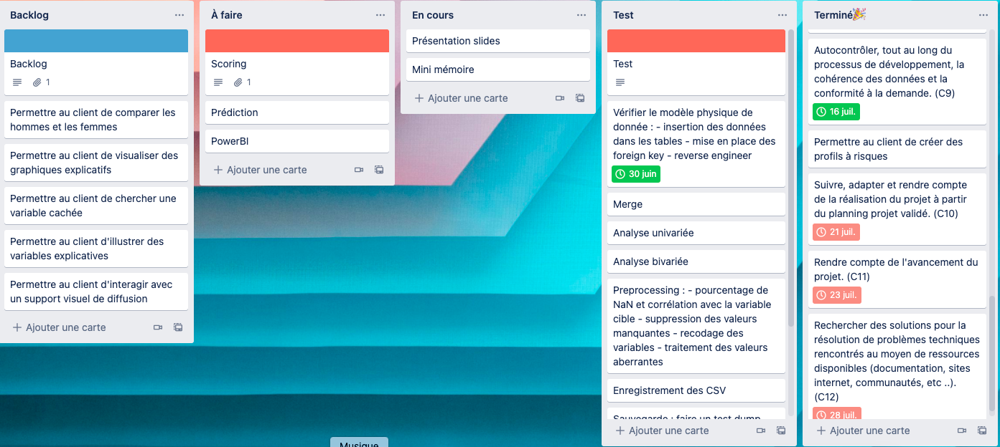 Backlog
Backlog
1
Permettre au client de comparer les
hommes et les femmes
Permettre au client de visualiser des
graphiques explicatifs
Permettre au client de chercher une
variable cachée
Permettre au client d'illustrer des
variables explicatives
Permettre au client d'interagir avec
un support visuel de diffusion
Ajouter une carte
À faire
Scoring
1
Prédiction
PowerBI
Ajouter une carte
En cours
Présentation slides
Mini mémoire
Ajouter une carte
Test
Test
Vérifier le modèle physique de
donnée : - insertion des données
dans les tables - mise en place des
foreign key - reverse engineer
30 juin
Merge
Analyse univariée
Analyse bivariée
Preprocessing : - pourcentage de
NaN et corrélation avec la variable
cible - suppression des valeurs
manquantes - recodage des
variables - traitement des valeurs
aberrantes
Enregistrement des CSV
Sauvegarde : faire un test dump
Ajouter une carte
Terminé🎉
Autocontrôler, tout au long du
processus de développement, la
cohérence des données et la
conformité à la demande. (C9)
16 juil.
Permettre au client de créer des
profils à risques
Suivre, adapter et rendre compte
de la réalisation du projet à partir
du planning projet validé. (C10)
21 juil.
Rendre compte de l'avancement du
projet. (C11)
23 juil.
Rechercher des solutions pour la
résolution de problèmes techniques
rencontrés au moyen de ressources
disponibles (documentation, sites
internet, communautés, etc ..).
(C12)
28 juil.
Ajouter une carte
Musique